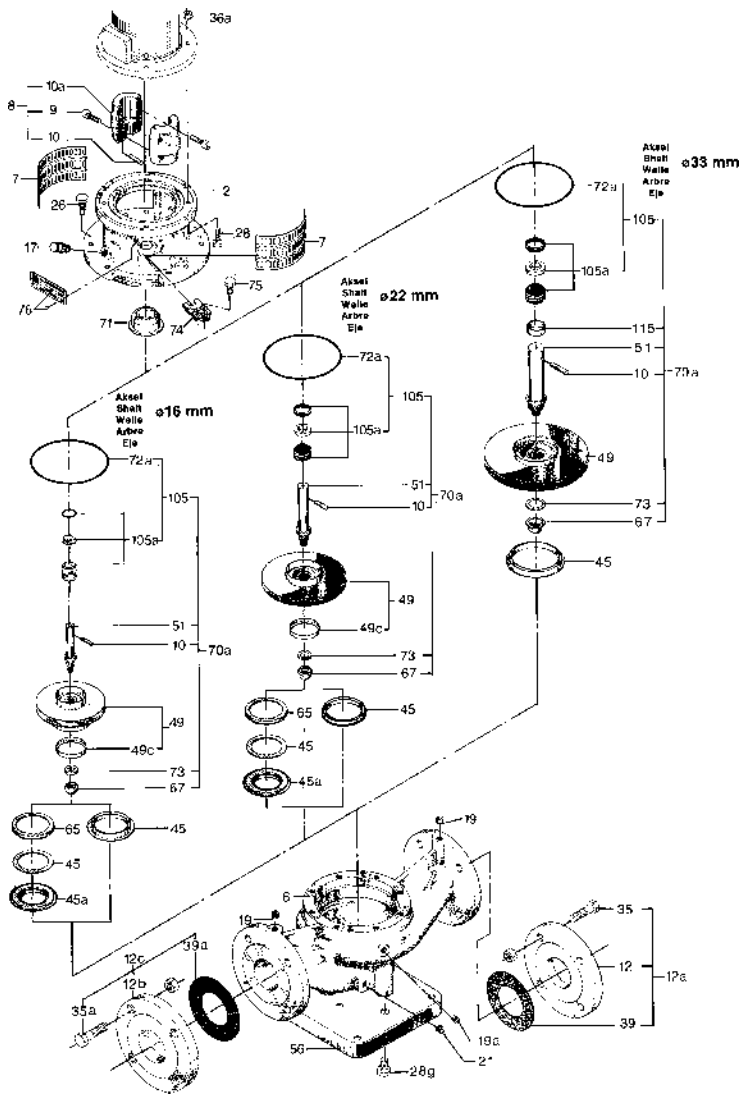 36a
10a
8
9
10
7
2
26
28
7
17
75
76
71
74
Aksel
Shaft
Welle
Arbre
Eje
ø33 mm
72a
105
105a
115
51
10
70a
49
73
67
45
Aksel
Shaft
Welle
Arbre
Eje
ø22 mm
72a
105
105a
51
10
70a
49
49c
73
67
65
45
45
45a
Aksel
Shaft
Welle
Arbre
Eje
ø16 mm
72a
105
105a
51
10
70a
49
49c
73
67
65
45
45
45a
19
6
19
35
12
12a
39
39a
12c
12b
35a
19a
56
28g